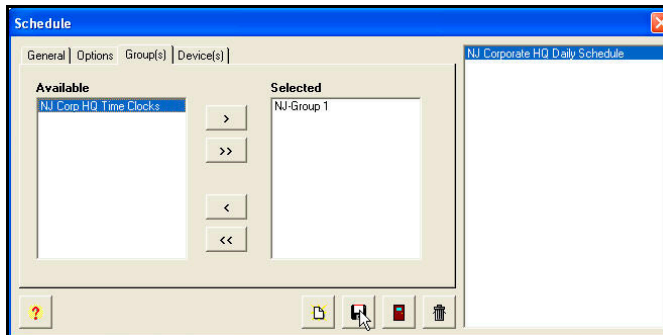 Schedule
General Options Group(s) Device(s)
NJ Corporate HQ Daily Schedule
Available
Selected
NJ Corp HQ Time Clocks
NJ-Group 1
>
>>
<
<<
?